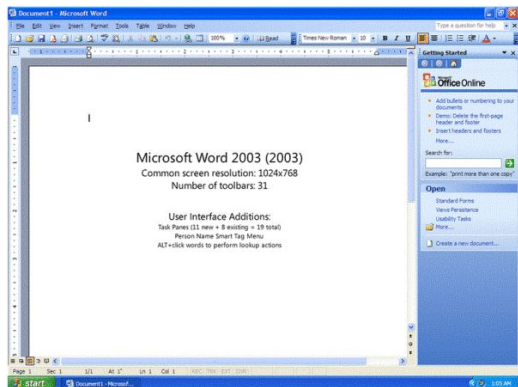 Document1 - Microsoft Word
File Edit View Insert Format Tools Table Window Help
Type a question for help
100%
Read
Times New Roman
10
B I U
Getting Started
Microsoft
Office Online
Add bullets or numbering to your
documents
Demo: Delete the first-page
header and footer
Insert headers and footers
More...
Search for:
Example: "print more than one copy"
Open
Standard Forms
Views Persistence
Usability Tasks
More...
Create a new document...
Microsoft Word 2003 (2003)
Common screen resolution: 1024x768
Number of toolbars: 31
User Interface Additions:
Task Panes (11 new + 8 existing = 19 total)
Person Name Smart Tag Menu
ALT+click words to perform lookup actions
Page 1 Sec 1 1/1 At 1" Ln 1 Col 1 REC TRK EXT OVR
start
Document1 - Microsof...
1:05 AM